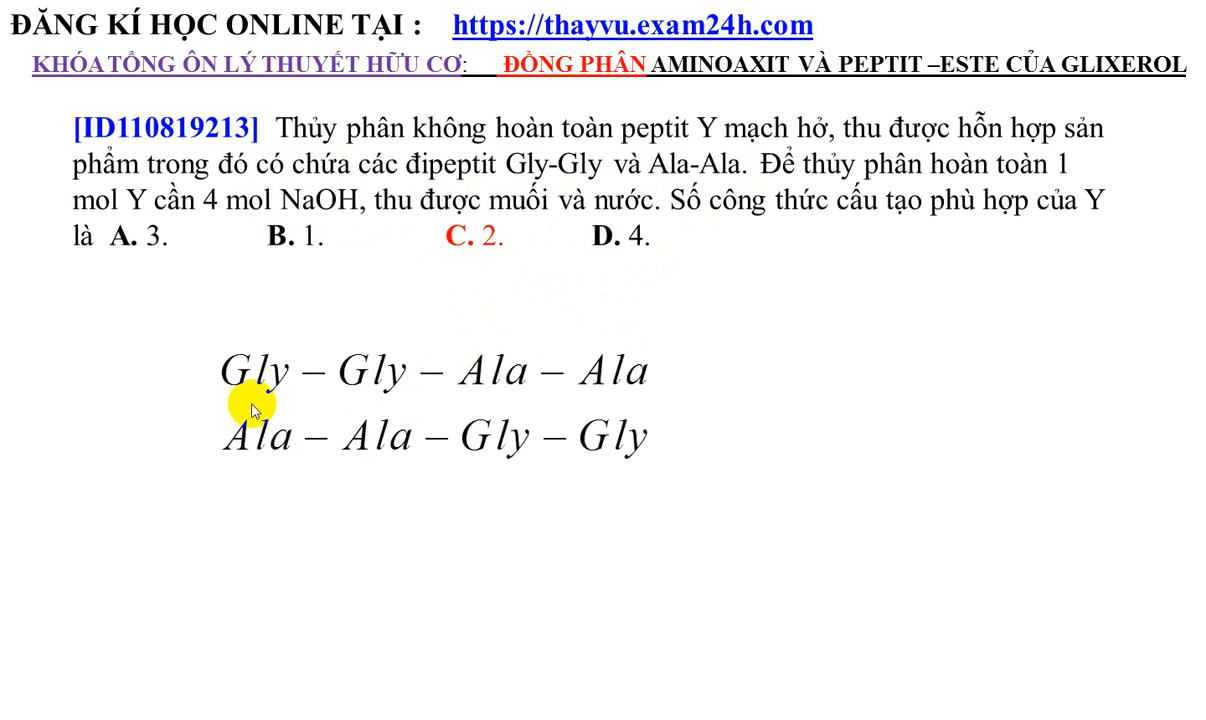 ĐĂNG KÍ HỌC ONLINE TẠI : https://thayvu.exam24h.com
KHÓA TỔNG ÔN LÝ THUYẾT HỮU CƠ: ĐỒNG PHÂN AMINOAXIT VÀ PEPTIT –ESTE CỦA GLIXEROL
[ID110819213] Thủy phân không hoàn toàn peptit Y mạch hở, thu được hỗn hợp sản
phẩm trong đó có chứa các đipeptit Gly-Gly và Ala-Ala. Để thủy phân hoàn toàn 1
mol Y cần 4 mol NaOH, thu được muối và nước. Số công thức cấu tạo phù hợp của Y
là A. 3. B. 1. C. 2. D. 4.
Gly – Gly – Ala – Ala
Ala – Ala – Gly – Gly